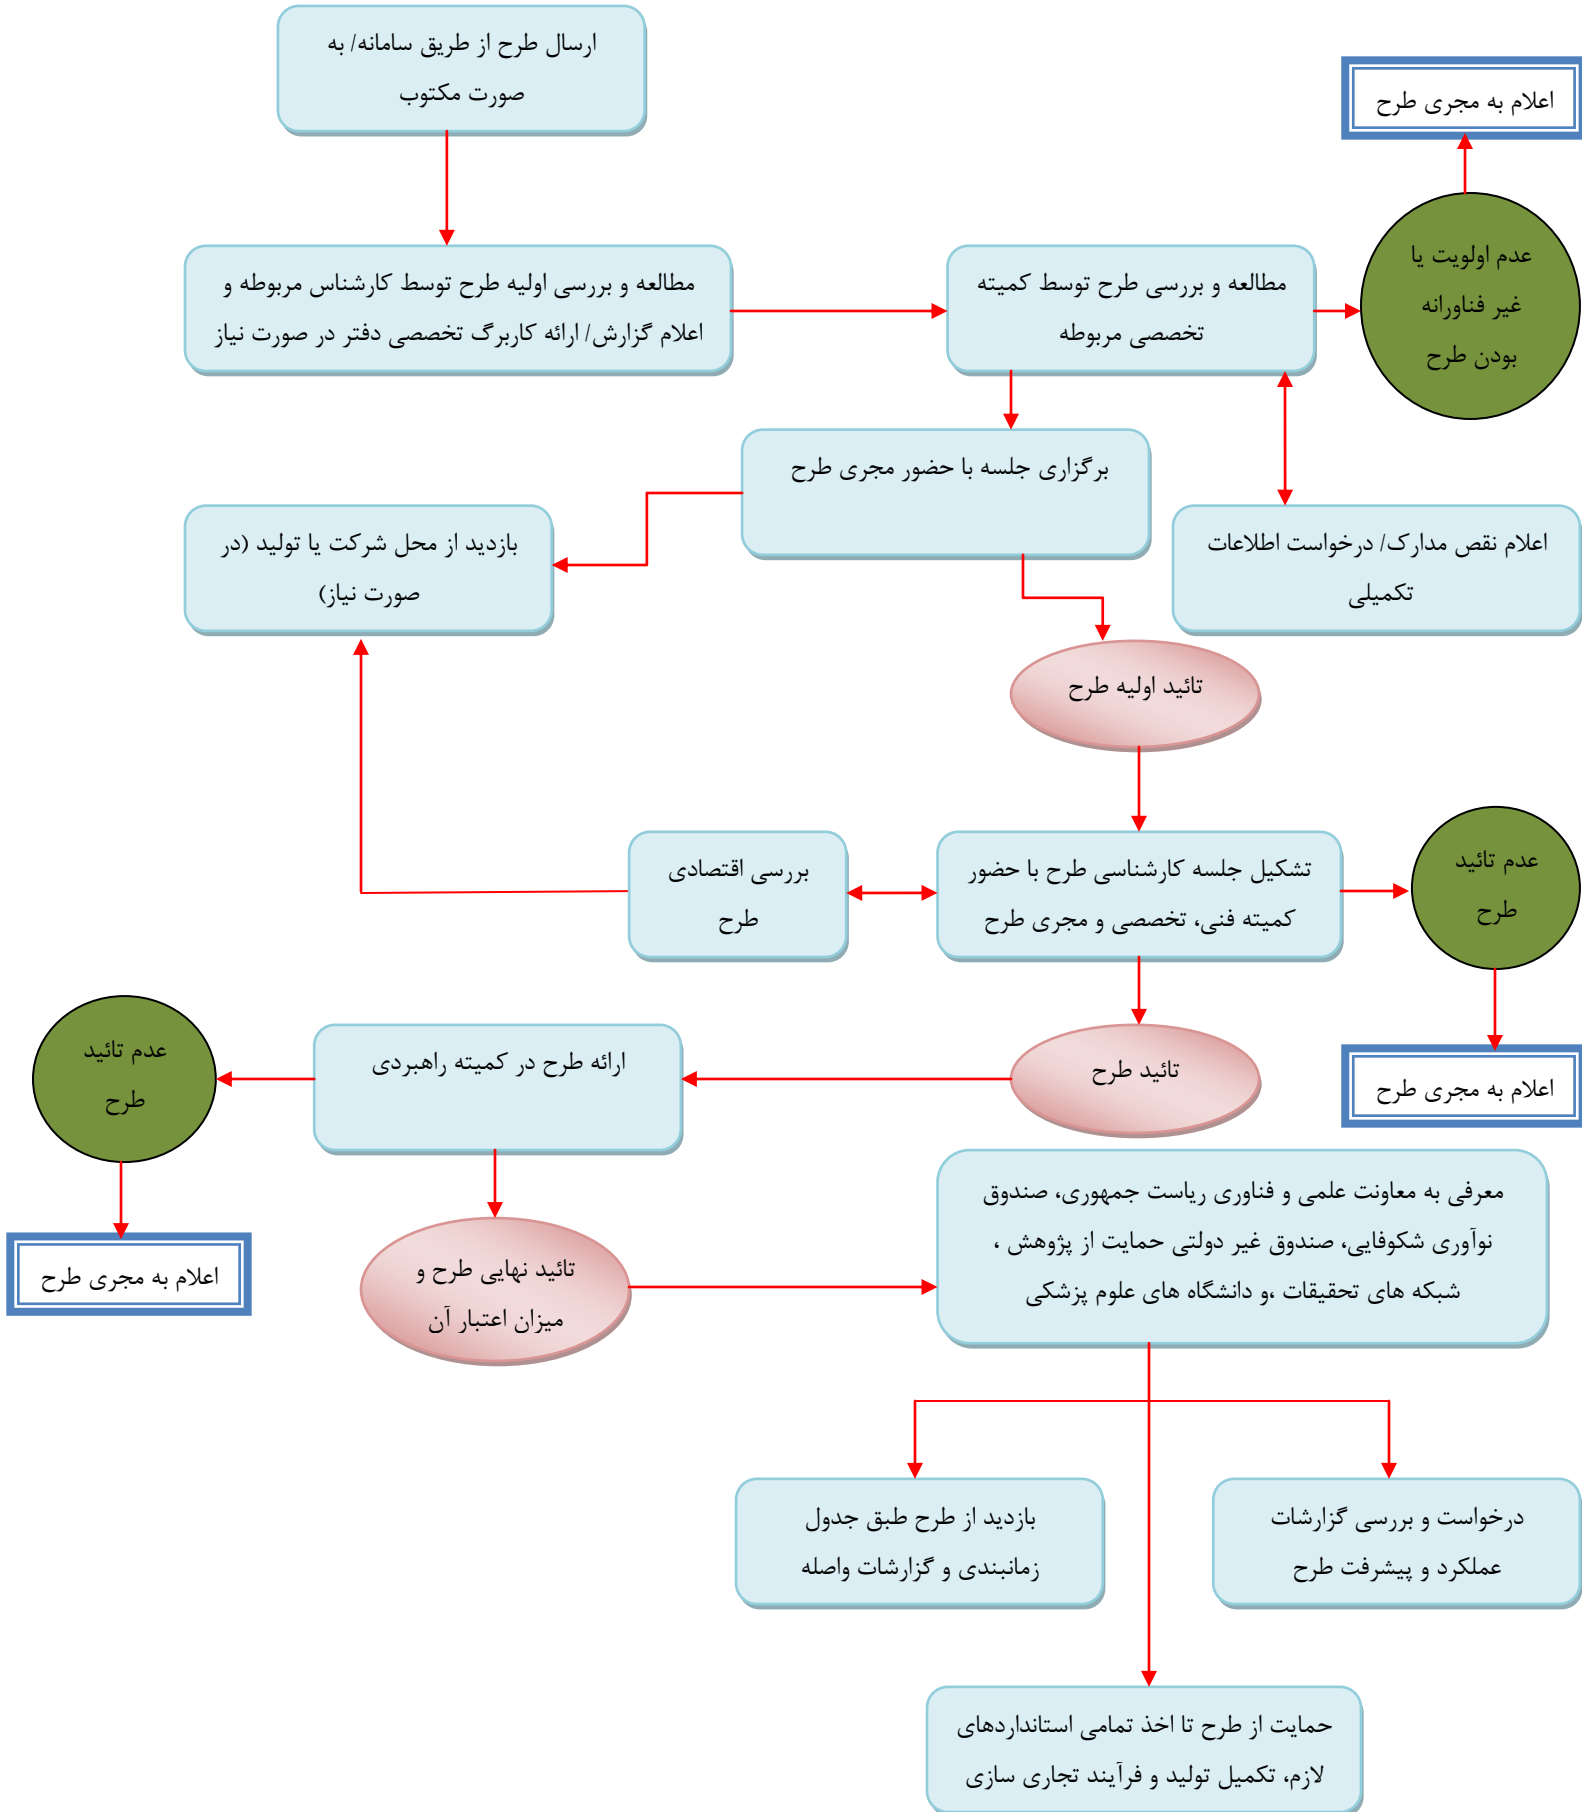 ارسال طرح از طریق سامانه/ به
صورت مکتوب
اعلام به مجری طرح
عدم اولویت یا
غیر فناورانه
بودن طرح
مطالعه و بررسی طرح توسط کمیته
تخصصی مربوطه
مطالعه و بررسی اولیه طرح توسط کارشناس مربوطه و
اعلام گزارش/ ارائه کاربرگ تخصصی دفتر در صورت نیاز
برگزاری جلسه با حضور مجری طرح
اعلام نقص مدارک/ درخواست اطلاعات
تکمیلی
بازدید از محل شرکت یا تولید (در
صورت نیاز)
تائید اولیه طرح
عدم تائید
طرح
تشکیل جلسه کارشناسی طرح با حضور
کمیته فنی، تخصصی و مجری طرح
بررسی اقتصادی
طرح
اعلام به مجری طرح
تائید طرح
ارائه طرح در کمیته راهبردی
عدم تائید
طرح
اعلام به مجری طرح
تائید نهایی طرح و
میزان اعتبار آن
معرفی به معاونت علمی و فناوری ریاست جمهوری، صندوق
نوآوری شکوفایی، صندوق غیر دولتی حمایت از پژوهش ،
شبکه های تحقیقات ،و دانشگاه های علوم پزشکی
درخواست و بررسی گزارشات
عملکرد و پیشرفت طرح
بازدید از طرح طبق جدول
زمانبندی و گزارشات واصله
حمایت از طرح تا اخذ تمامی استانداردهای
لازم، تکمیل تولید و فرآیند تجاری سازی